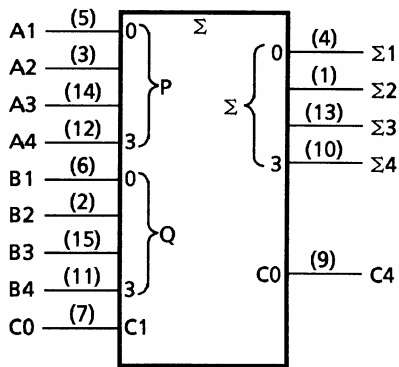 Σ
A1 (5) 0
A2 (3)
A3 (14) P
A4 (12) 3
B1 (6) 0
B2 (2)
B3 (15) Q
B4 (11) 3
C0 (7) C1
0 (4) Σ1
(1) Σ2
Σ
(13) Σ3
3 (10) Σ4
C0 (9) C4